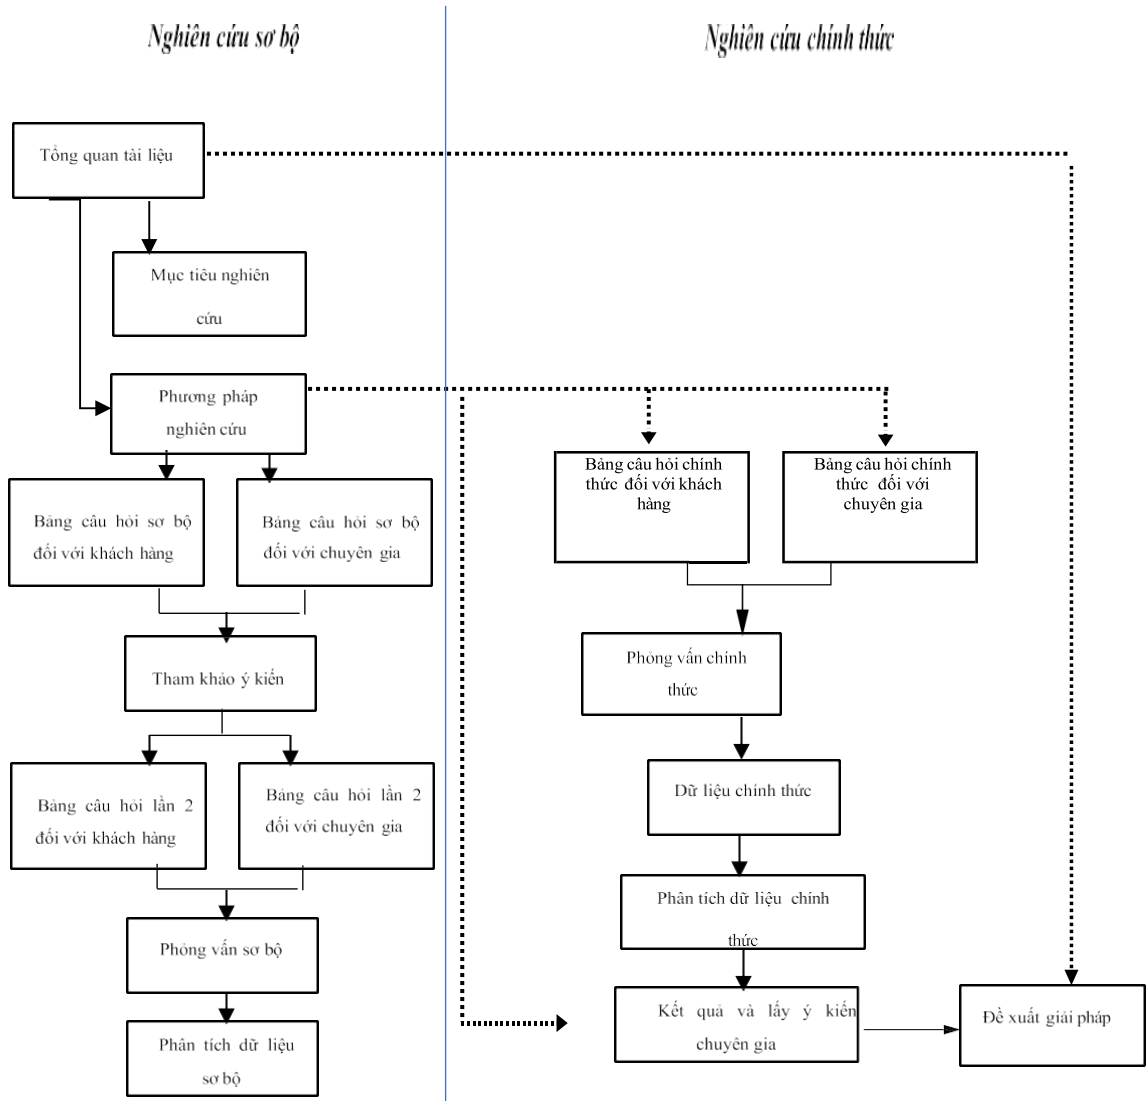 Nghiên cứu sơ bộ
Nghiên cứu chính thức
Tổng quan tài liệu
Mục tiêu nghiên
cứu
Phương pháp
nghiên cứu
Bảng câu hỏi sơ bộ
đối với khách hàng
Bảng câu hỏi sơ bộ
đối với chuyên gia
Tham khảo ý kiến
Bảng câu hỏi lần 2
đối với khách hàng
Bảng câu hỏi lần 2
đối với chuyên gia
Phỏng vấn sơ bộ
Phân tích dữ liệu
sơ bộ
Bảng câu hỏi chính
thức đối với khách
hàng
Bảng câu hỏi chính
thức đối với
chuyên gia
Phỏng vấn chính
thức
Dữ liệu chính thức
Phân tích dữ liệu chính
thức
Kết quả và lấy ý kiến
chuyên gia
Đề xuất giải pháp